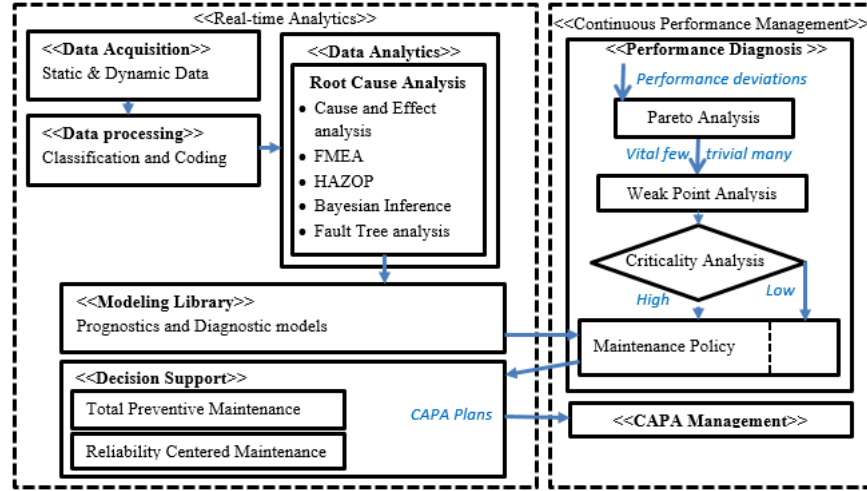 <<Real-time Analytics>>
<<Data Acquisition>>
Static & Dynamic Data
<<Data processing>>
Classification and Coding
<<Data Analytics>>
Root Cause Analysis
• Cause and Effect
analysis
• FMEA
• HAZOP
• Bayesian Inference
• Fault Tree analysis
<<Modeling Library>>
Prognostics and Diagnostic models
<<Decision Support>>
Total Preventive Maintenance
Reliability Centered Maintenance
CAPA Plans
<<Continuous Performance Management>>
<<Performance Diagnosis >>
Performance deviations
Pareto Analysis
Vital few trivial many
Weak Point Analysis
Criticality Analysis
High
Low
Maintenance Policy
<<CAPA Management>>